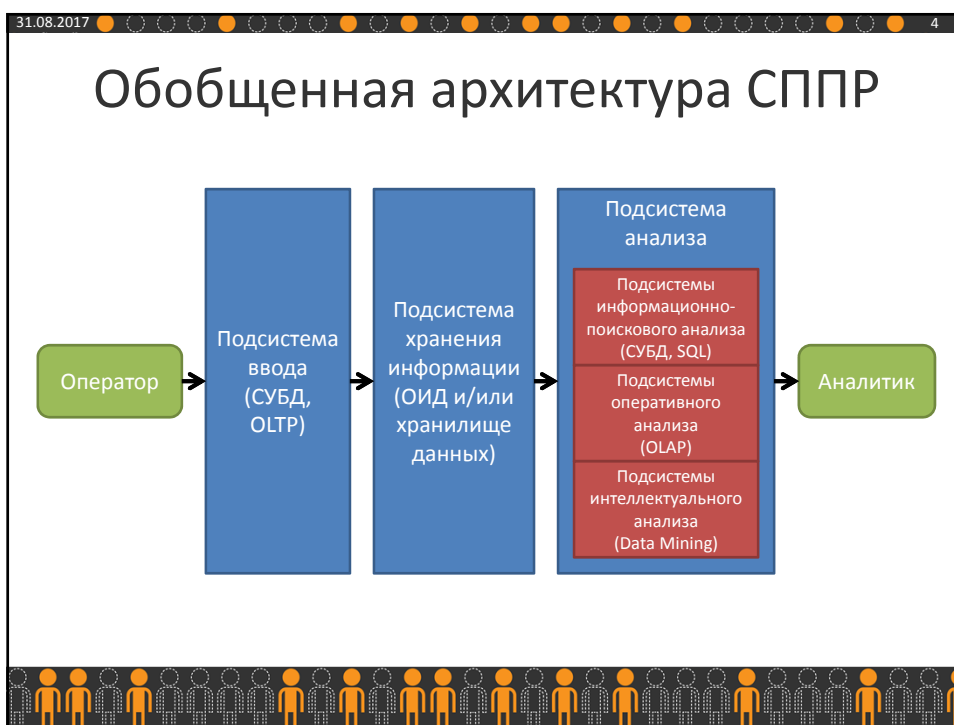 31.08.2017
4
Обобщенная архитектура СППР
Оператор
Подсистема
ввода
(СУБД,
OLTP)
Подсистема
хранения
информации
(ОИД и/или
хранилище
данных)
Подсистема
анализа
Подсистемы
информационно-
поискового анализа
(СУБД, SQL)
Подсистемы
оперативного
анализа
(OLAP)
Подсистемы
интеллектуального
анализа
(Data Mining)
Аналитик